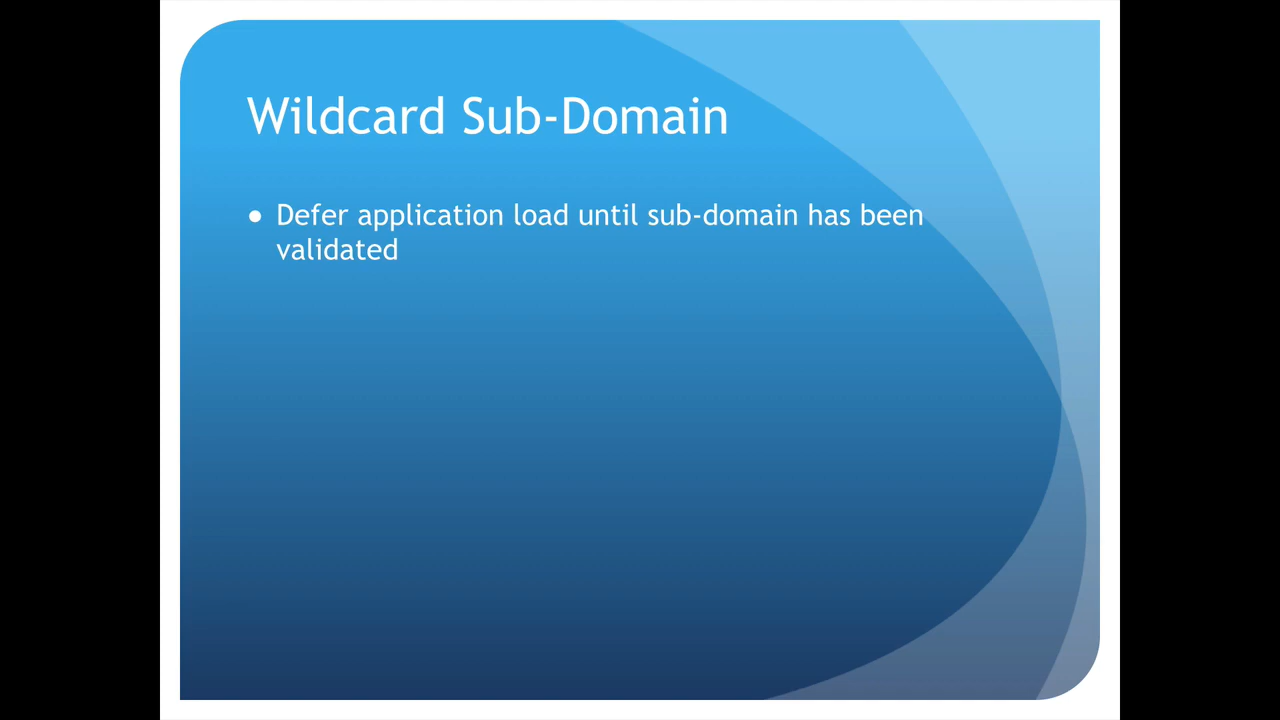 Wildcard Sub-Domain
● Defer application load until sub-domain has been
validated